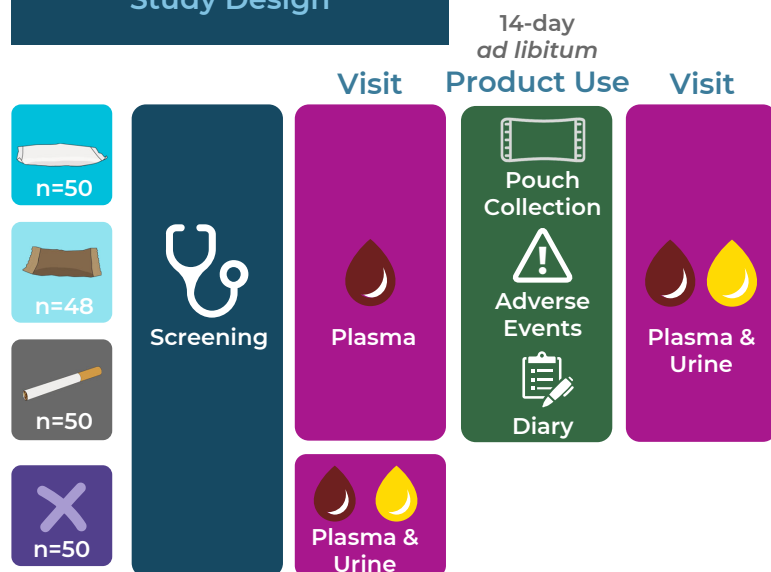 Study Design
14-day
ad libitum
Visit
Product Use
Visit
n=50
n=48
n=50
n=50
Screening
Plasma
Plasma &
Urine
Pouch
Collection
Adverse
Events
Diary
Plasma &
Urine